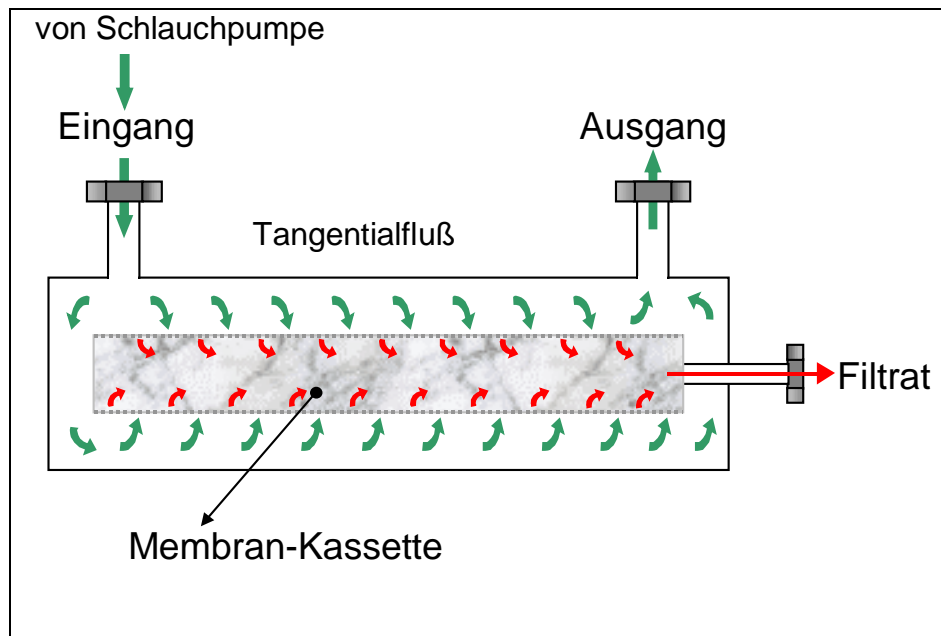 von Schlauchpumpe
Eingang
Ausgang
Tangentialfluß
Filtrat
Membran-Kassette